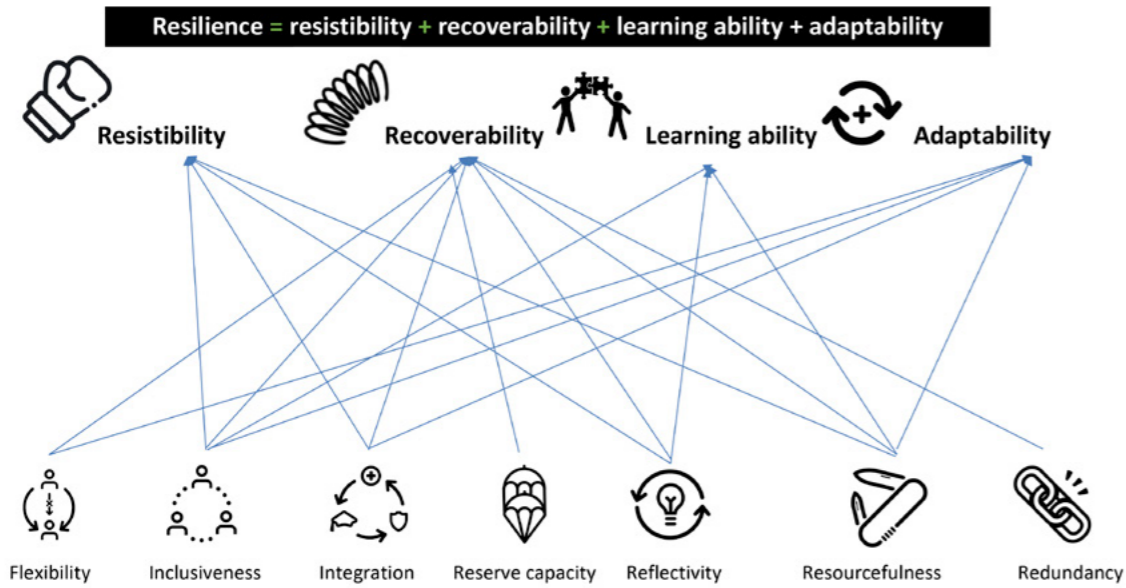 Resilience = resistibility + recoverability + learning ability + adaptability
Resistibility
Recoverability
Learning ability
Adaptability
Flexibility
Inclusiveness
Integration
Reserve capacity
Reflectivity
Resourcefulness
Redundancy